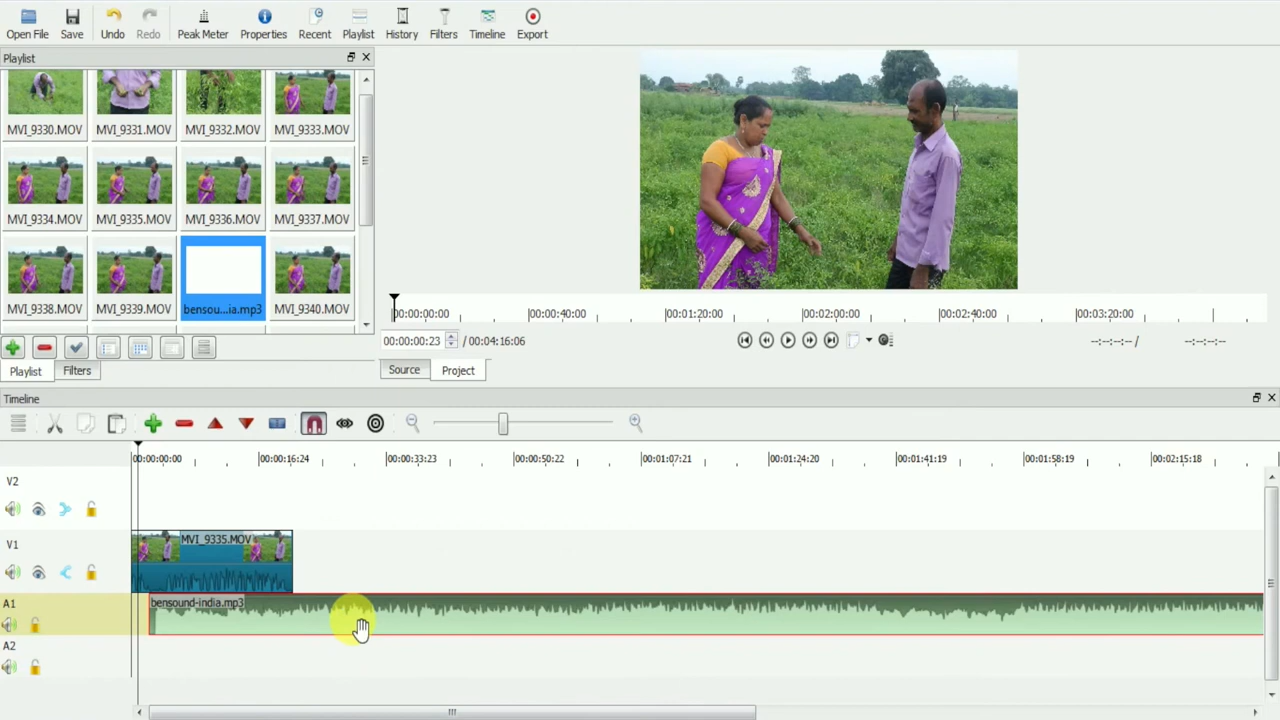 Open File Save Undo Redo Peak Meter Properties Recent Playlist History Filters Timeline Export
Playlist
MVI_9330.MOV MVI_9331.MOV MVI_9332.MOV MVI_9333.MOV
MVI_9334.MOV MVI_9335.MOV MVI_9336.MOV MVI_9337.MOV
MVI_9338.MOV MVI_9339.MOV bensou...ia.mp3 MVI_9340.MOV
00:00:00:00 00:00:40:00 00:01:20:00 00:02:00:00 00:02:40:00 00:03:20:00
00:00:00:23 / 00:04:16:06 --:--:--:-- / --:--:--:--
Playlist Filters Source Project
Timeline
00:00:00:00 00:00:16:24 00:00:33:23 00:00:50:22 00:01:07:21 00:01:24:20 00:01:41:19 00:01:58:19 00:02:15:18
V2
V1 MVI_9335.MOV
A1 bensound-india.mp3
A2